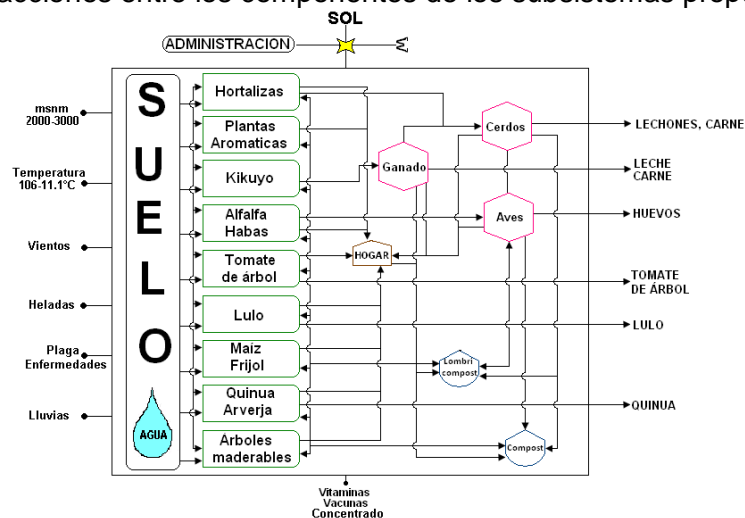 acciones entre los componentes de los subsistemas prop
SOL
ADMINISTRACION
SUELO
AGUA
msnm
2000-3000
Temperatura
106-11.1°C
Vientos
Heladas
Plaga
Enfermedades
Lluvias
Hortalizas
Plantas
Aromaticas
Kikuyo
Alfalfa
Habas
Tomate
de árbol
Lulo
Maíz
Frijol
Quinua
Arverja
Arboles
maderables
Ganado
Cerdos
Aves
HOGAR
Lombri
compost
Compost
LECHONES, CARNE
LECHE
CARNE
HUEVOS
TOMATE
DE ÁRBOL
LULO
QUINUA
Vitaminas
Vacunas
Concentrado